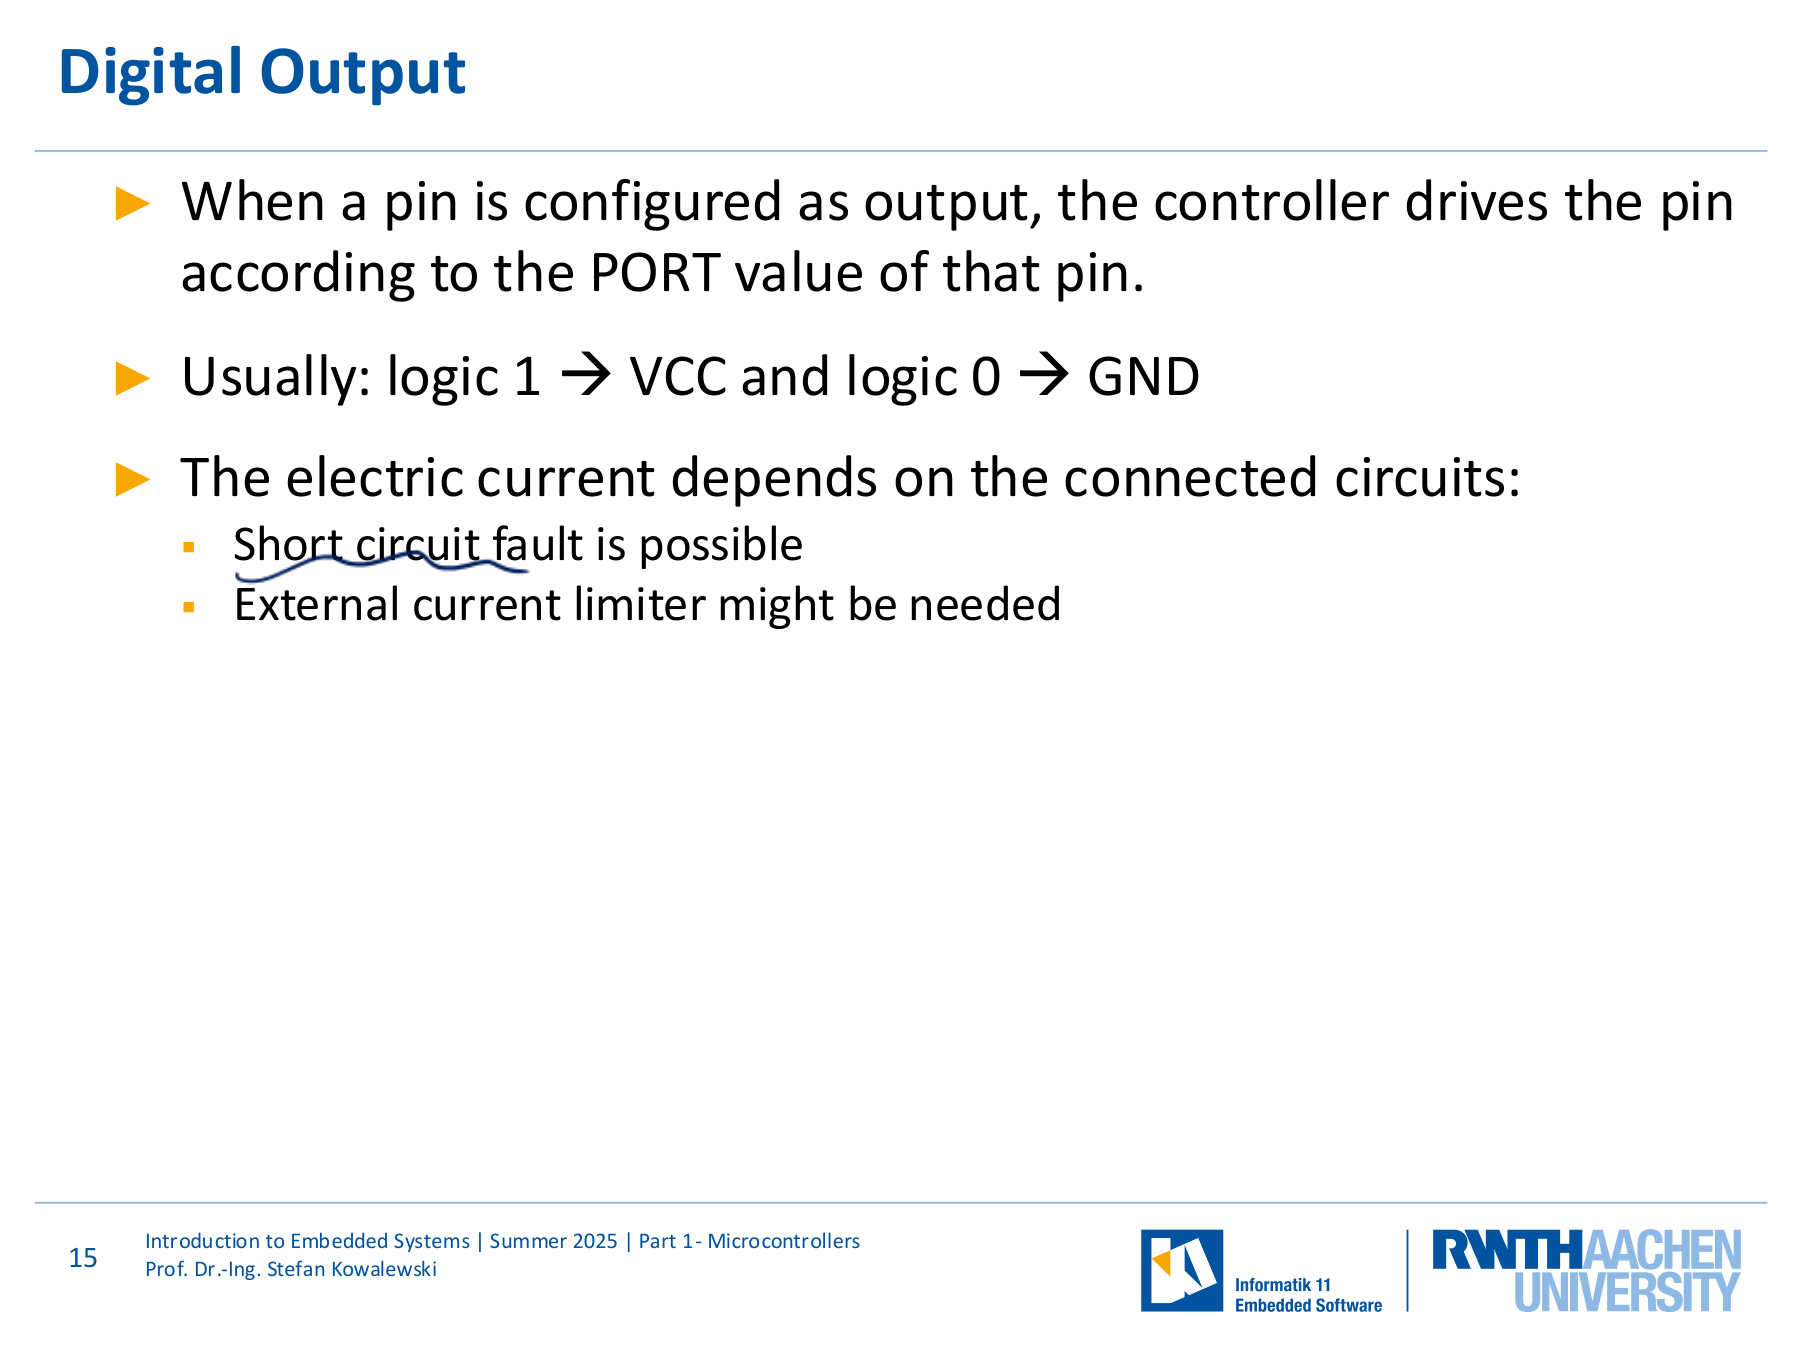 Digital Output
► When a pin is configured as output, the controller drives the pin
according to the PORT value of that pin.
► Usually: logic 1 → VCC and logic 0 → GND
► The electric current depends on the connected circuits:
▪ Short circuit fault is possible
▪ External current limiter might be needed
15
Introduction to Embedded Systems | Summer 2025 | Part 1- Microcontrollers
Prof. Dr.-Ing. Stefan Kowalewski
Informatik 11
Embedded Software
RWTHAACHEN
UNIVERSITY